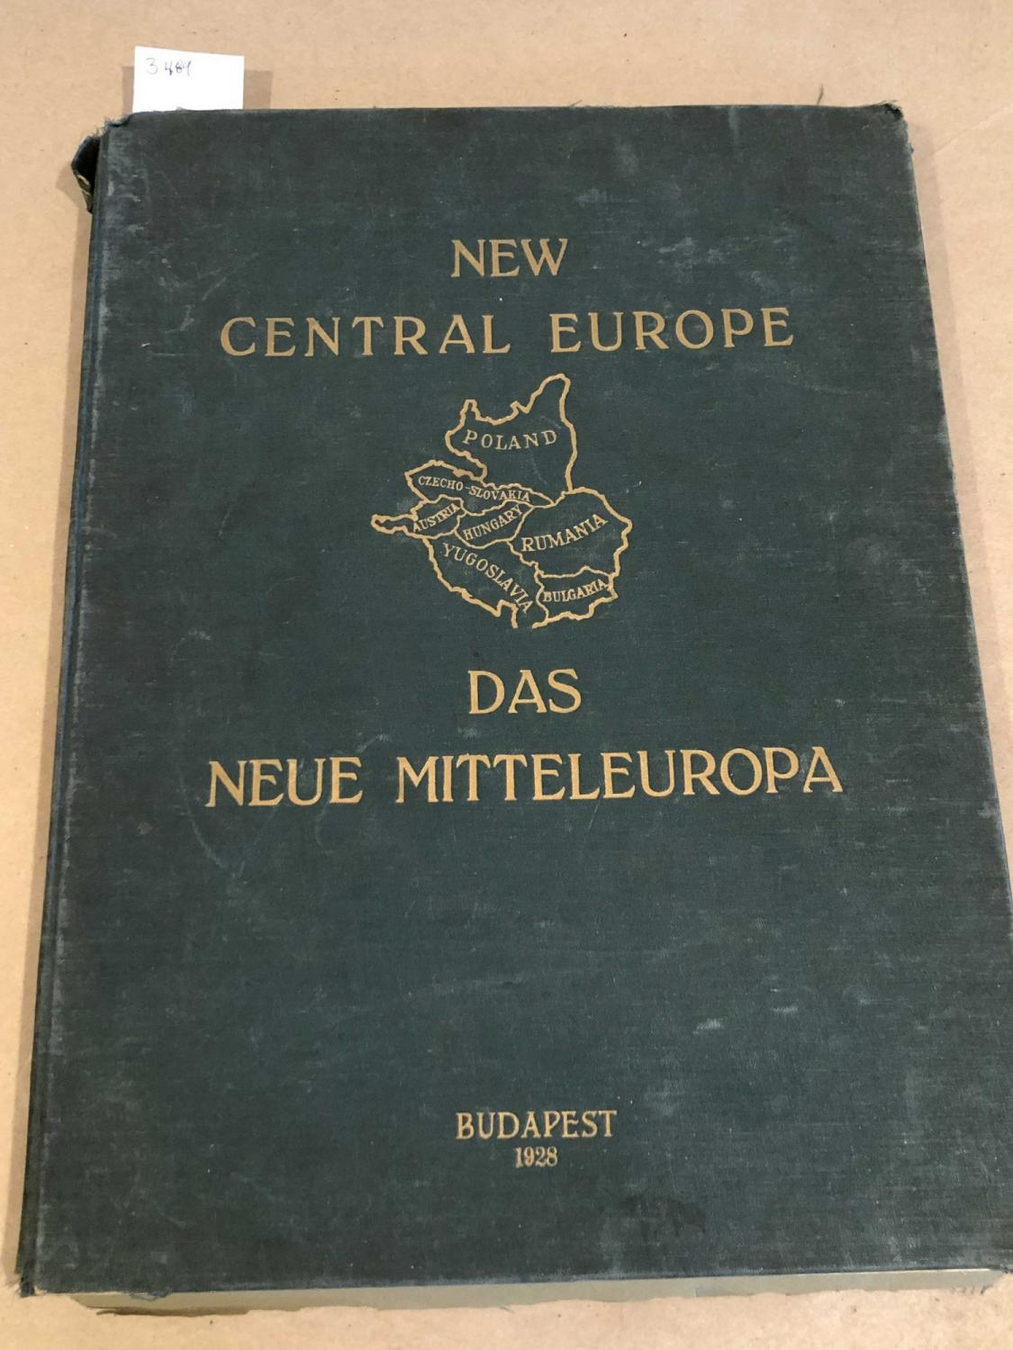 3484
NEW
CENTRAL EUROPE
POLAND
CZECHO-SLOVAKIA
AUSTRIA
HUNGARY
RUMANIA
YUGOSLAVIA
BULGARIA
DAS
NEUE MITTELEUROPA
BUDAPEST
1928